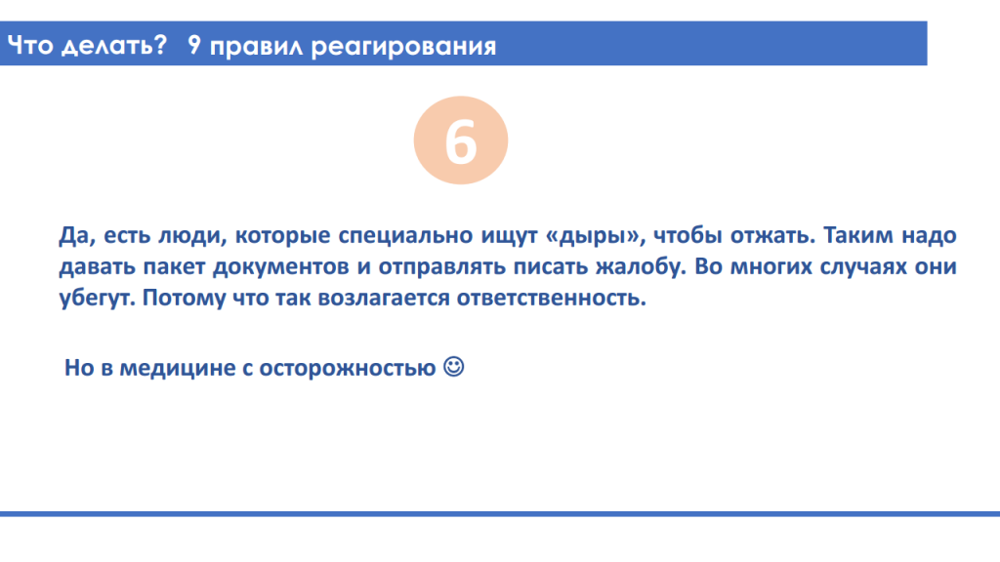 Что делать? 9 правил реагирования
6
Да, есть люди, которые специально ищут «дыры», чтобы отжать. Таким надо
давать пакет документов и отправлять писать жалобу. Во многих случаях они
убегут. Потому что так возлагается ответственность.
Но в медицине с осторожностью ☺